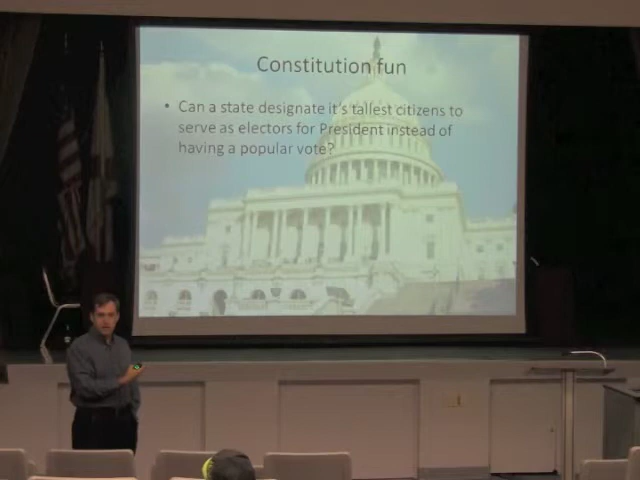 Constitution fun
• Can a state designate it's tallest citizens to
serve as electors for President instead of
having a popular vote?